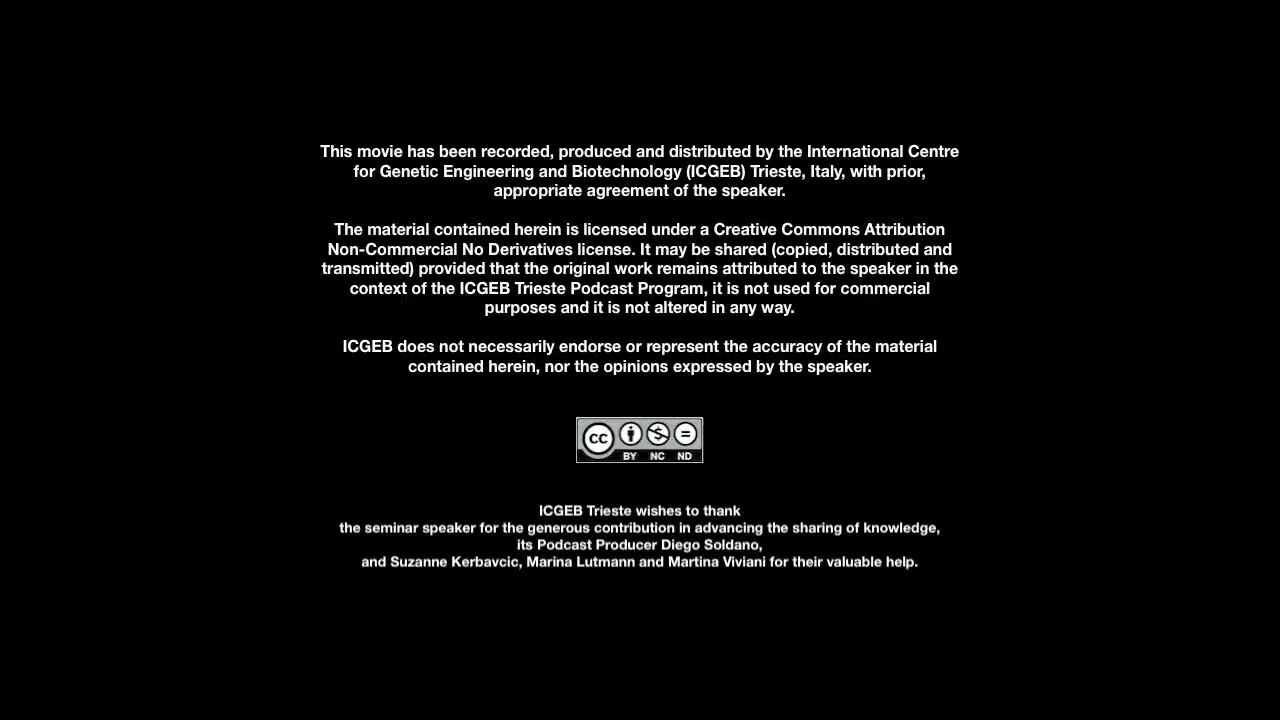 This movie has been recorded, produced and distributed by the International Centre
for Genetic Engineering and Biotechnology (ICGEB) Trieste, Italy, with prior,
appropriate agreement of the speaker.
The material contained herein is licensed under a Creative Commons Attribution
Non-Commercial No Derivatives license. It may be shared (copied, distributed and
transmitted) provided that the original work remains attributed to the speaker in the
context of the ICGEB Trieste Podcast Program, it is not used for commercial
purposes and it is not altered in any way.
ICGEB does not necessarily endorse or represent the accuracy of the material
contained herein, nor the opinions expressed by the speaker.
CC
BY NC ND
ICGEB Trieste wishes to thank
the seminar speaker for the generous contribution in advancing the sharing of knowledge,
its Podcast Producer Diego Soldano,
and Suzanne Kerbavcic, Marina Lutmann and Martina Viviani for their valuable help.